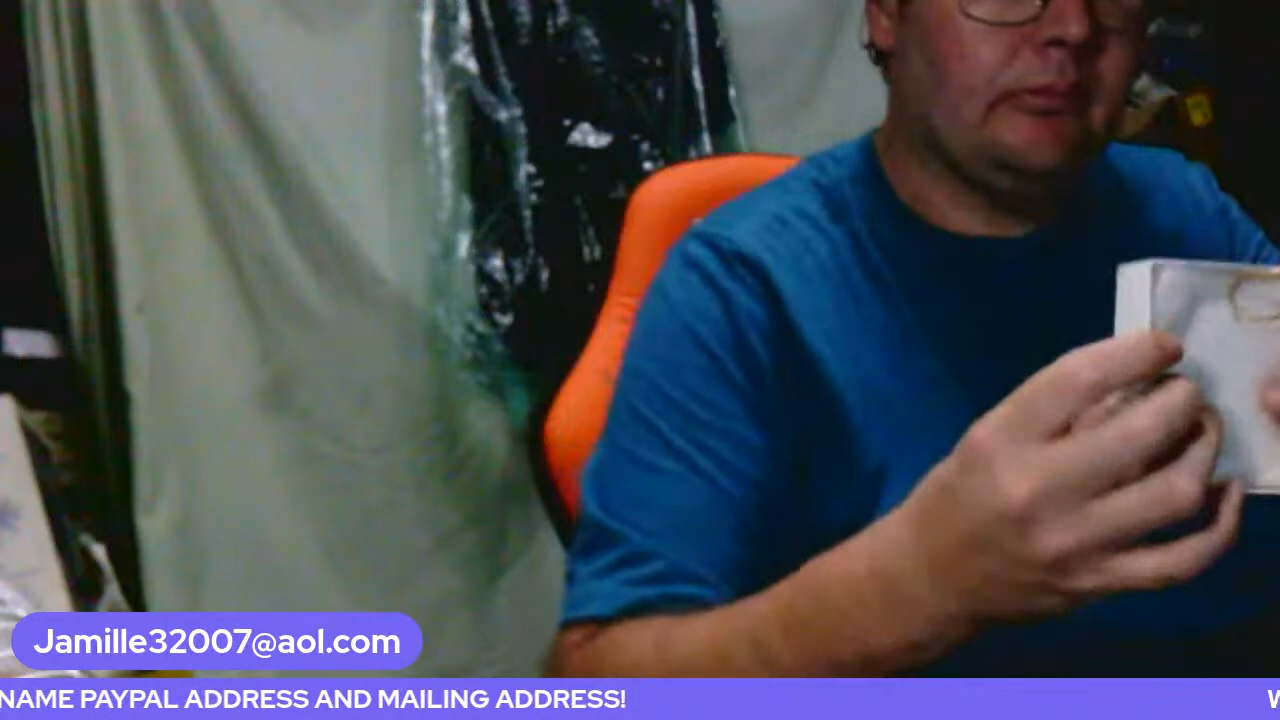 Jamille32007@aol.com
NAME PAYPAL ADDRESS AND MAILING ADDRESS!